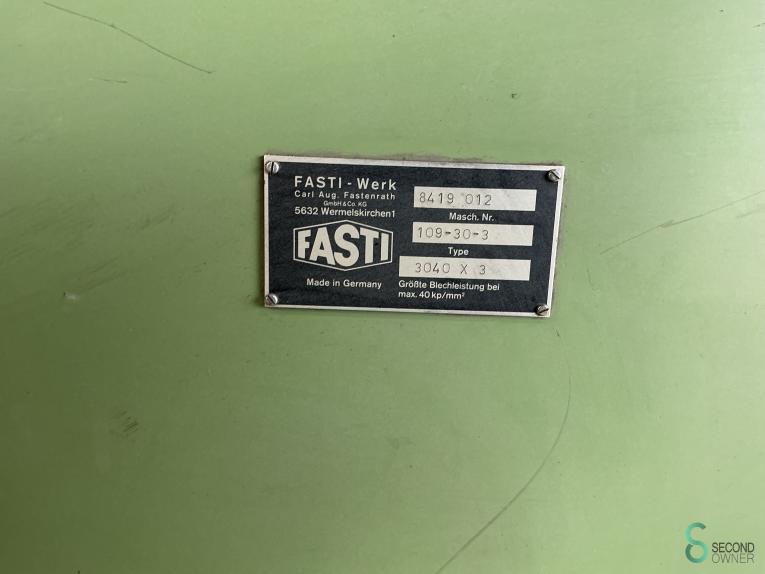 FASTI - Werk
Carl Aug. Fastenrath
GmbH & Co. KG
5632 Wermelskirchen 1
FASTI
Made in Germany
8419 012
Masch. Nr.
109-30-3
Type
3040 X 3
Größte Blechleistung bei
max. 40 kp/mm²
SECOND
OWNER